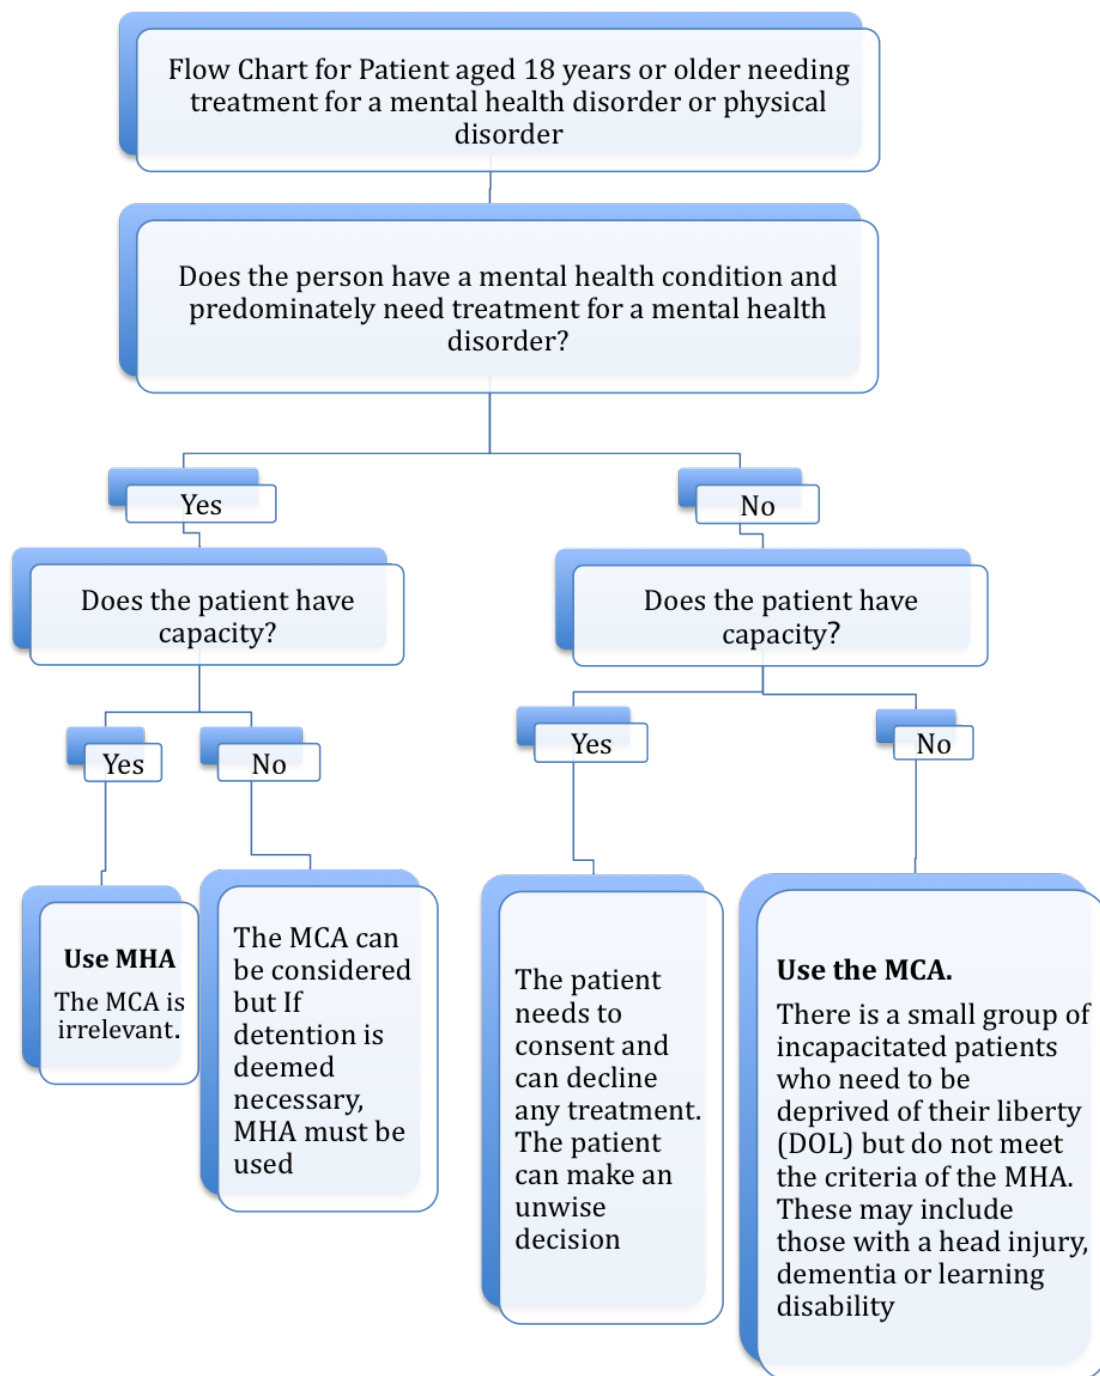 Flow Chart for Patient aged 18 years or older needing
treatment for a mental health disorder or physical
disorder
Does the person have a mental health condition and
predominately need treatment for a mental health
disorder?
Yes
No
Does the patient have
capacity?
Does the patient have
capacity?
Yes
No
Yes
No
Use MHA
The MCA is
irrelevant.
The MCA can
be considered
but If
detention is
deemed
necessary,
MHA must be
used
The patient
needs to
consent and
can decline
any treatment.
The patient
can make an
unwise
decision
Use the MCA.
There is a small group of
incapacitated patients
who need to be
deprived of their liberty
(DOL) but do not meet
the criteria of the MHA.
These may include
those with a head injury,
dementia or learning
disability